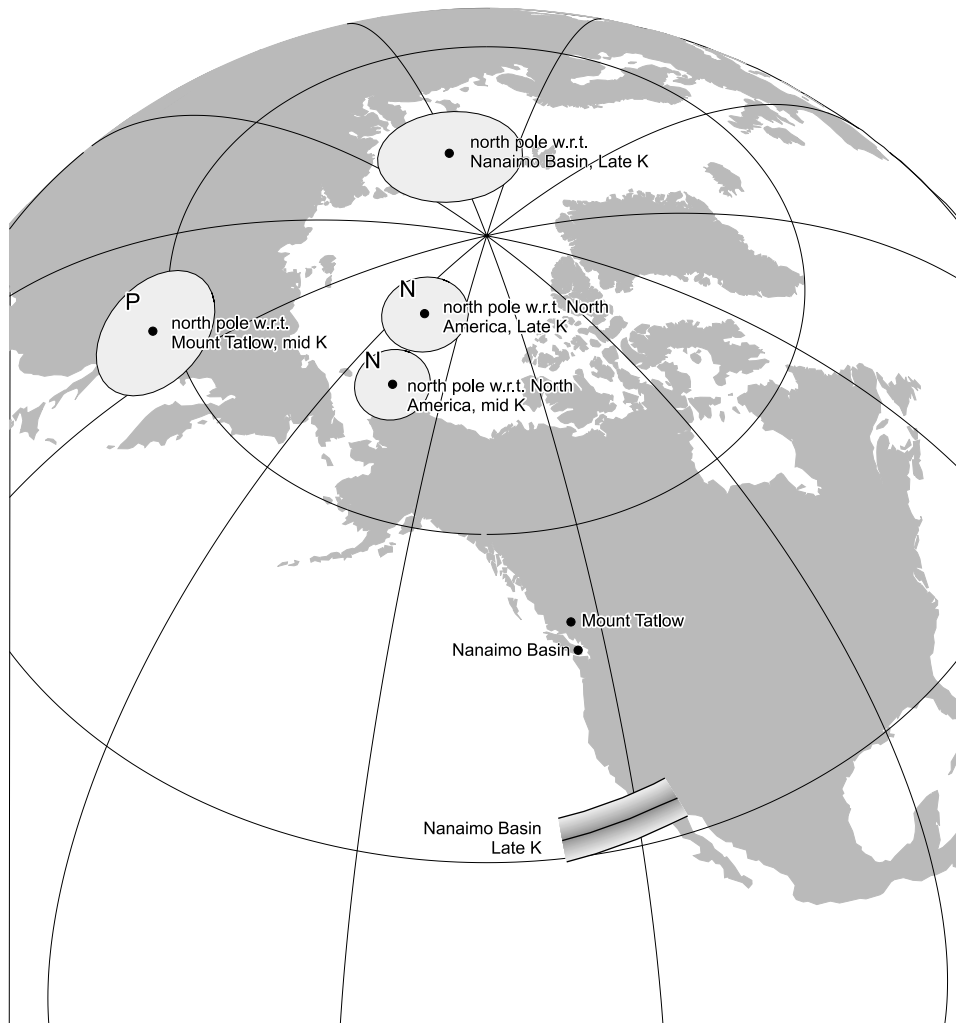 north pole w.r.t.
Nanaimo Basin, Late K
P
north pole w.r.t.
Mount Tatlow, mid K
N
north pole w.r.t. North
America, Late K
N
north pole w.r.t. North
America, mid K
Mount Tatlow
Nanaimo Basin
Nanaimo Basin
Late K